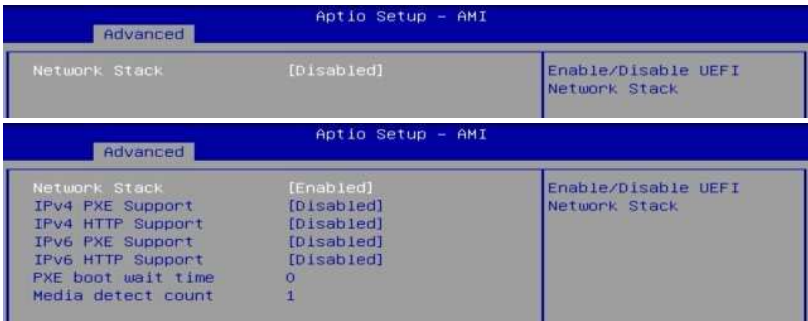 Aptio Setup - AMI
Advanced
Network Stack [Disabled] Enable/Disable UEFI
Network Stack
Aptio Setup - AMI
Advanced
Network Stack [Enabled] Enable/Disable UEFI
IPv4 PXE Support [Disabled] Network Stack
IPv4 HTTP Support [Disabled]
IPv6 PXE Support [Disabled]
IPv6 HTTP Support [Disabled]
PXE boot wait time 0
Media detect count 1